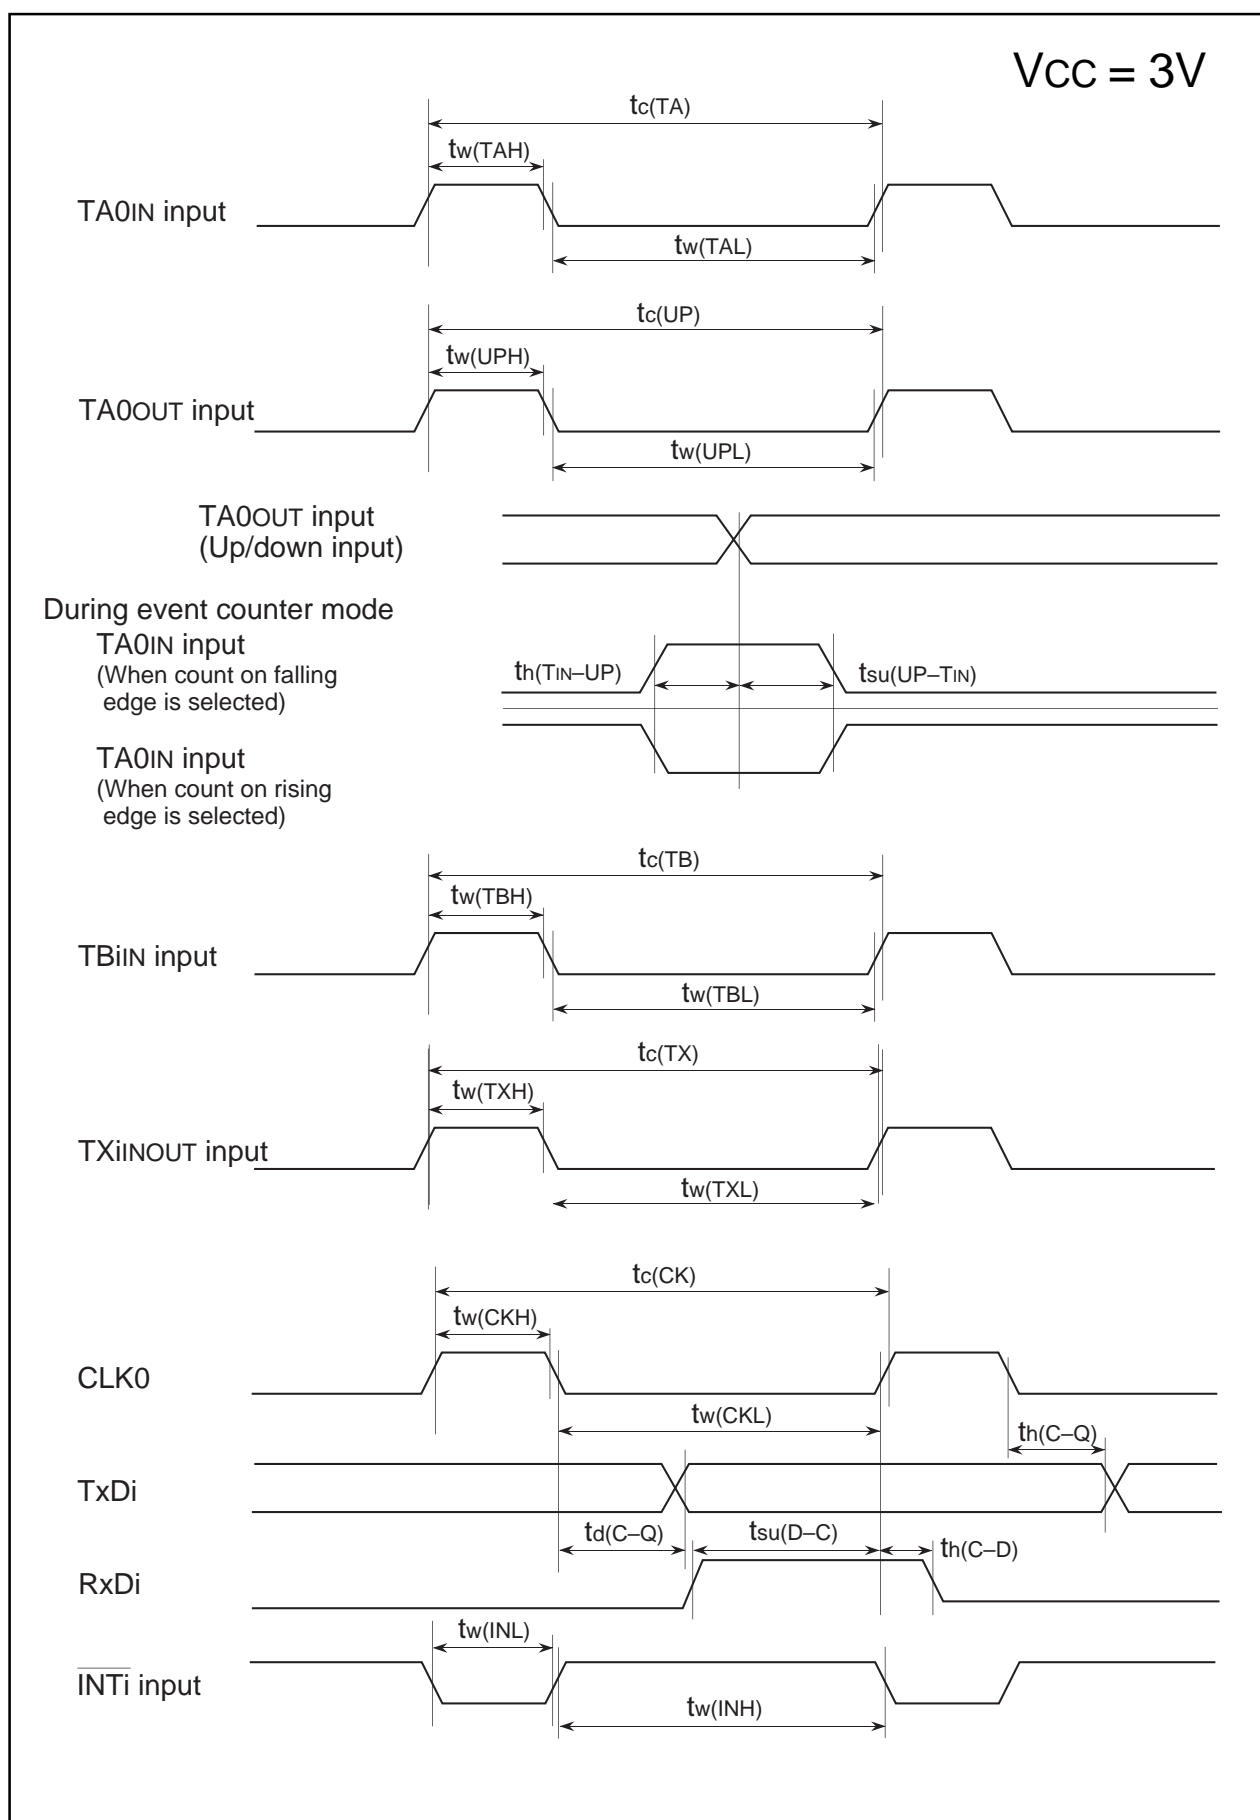 VCC = 3V
tc(TA)
tw(TAH)
TA0IN input
tw(TAL)
tc(UP)
tw(UPH)
TA0OUT input
tw(UPL)
TA0OUT input
(Up/down input)
During event counter mode
TA0IN input
(When count on falling
edge is selected)
th(TIN–UP)
tsu(UP–TIN)
TA0IN input
(When count on rising
edge is selected)
tc(TB)
tw(TBH)
TBiIN input
tw(TBL)
tc(TX)
tw(TXH)
TXiINOUT input
tw(TXL)
tc(CK)
tw(CKH)
CLK0
tw(CKL)
th(C–Q)
TxDi
td(C–Q)
tsu(D–C)
th(C–D)
RxDi
tw(INL)
INTi input
tw(INH)